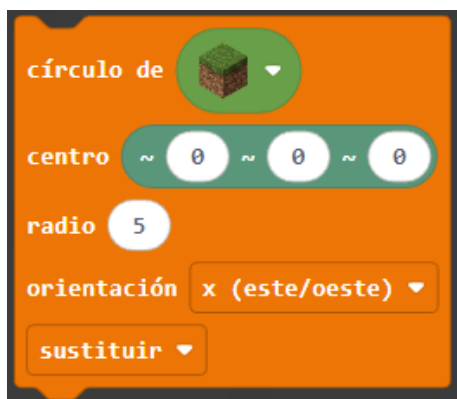 círculo de
centro ~ 0 ~ 0 ~ 0
radio 5
orientación x (este/oeste)
sustituir